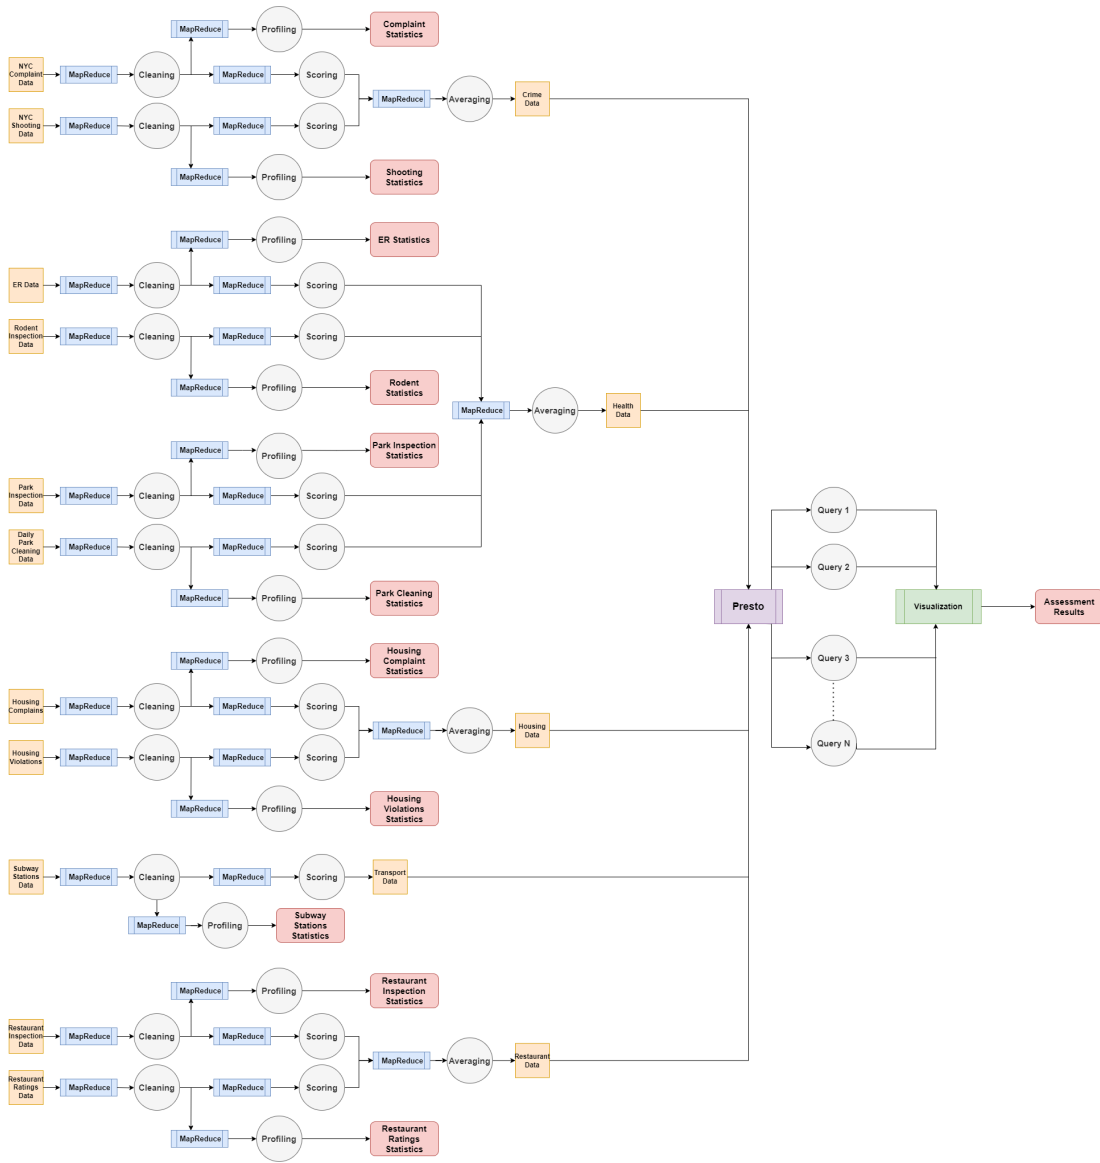 MapReduce
Profiling
Complaint
Statistics
NYC
Complaint
Data
MapReduce
Cleaning
MapReduce
Scoring
MapReduce
Averaging
Crime
Data
NYC
Shooting
Data
MapReduce
Cleaning
MapReduce
Scoring
MapReduce
Profiling
Shooting
Statistics
MapReduce
Profiling
ER Statistics
ER Data
MapReduce
Cleaning
MapReduce
Scoring
Rodent
Inspection
Data
MapReduce
Cleaning
MapReduce
Scoring
MapReduce
Profiling
Rodent
Statistics
MapReduce
Averaging
Health
Data
MapReduce
Profiling
Park Inspection
Statistics
Park
Inspection
Data
MapReduce
Cleaning
MapReduce
Scoring
Daily
Park
Cleaning
Data
MapReduce
Cleaning
MapReduce
Scoring
MapReduce
Profiling
Park Cleaning
Statistics
Presto
Query 1
Query 2
Query 3
Query N
Visualization
Assessment
Results
MapReduce
Profiling
Housing
Complaint
Statistics
Housing
Complains
MapReduce
Cleaning
MapReduce
Scoring
MapReduce
Averaging
Housing
Data
Housing
Violations
MapReduce
Cleaning
MapReduce
Scoring
MapReduce
Profiling
Housing
Violations
Statistics
Subway
Stations
Data
MapReduce
Cleaning
MapReduce
Scoring
Transport
Data
MapReduce
Profiling
Subway
Stations
Statistics
MapReduce
Profiling
Restaurant
Inspection
Statistics
Restaurant
Inspection
Data
MapReduce
Cleaning
MapReduce
Scoring
MapReduce
Averaging
Restaurant
Data
Restaurant
Ratings
Data
MapReduce
Cleaning
MapReduce
Scoring
MapReduce
Profiling
Restaurant
Ratings
Statistics